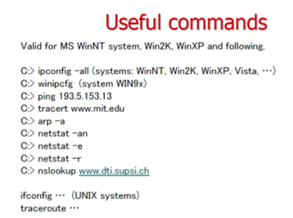 Useful commands
Valid for MS WinNT system, Win2K, WinXP and following.
C:> ipconfig -all (systems: WinNT, Win2K, WinXP, Vista, …)
C:> winipcfg (system WIN9x)
C:> ping 193.5.153.13
C:> tracert www.mit.edu
C:> arp -a
C:> netstat -an
C:> netstat -e
C:> netstat -r
C:> nslookup www.dti.supsi.ch
ifconfig … (UNIX systems)
traceroute …